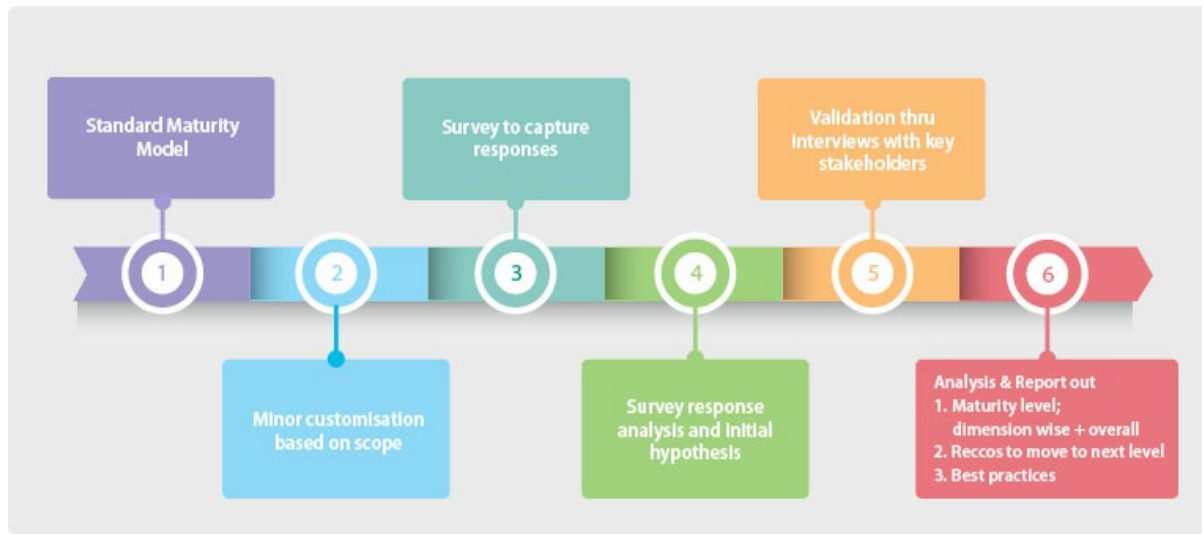 Standard Maturity
Model
Survey to capture
responses
Validation thru
interviews with key
stakeholders
1
2
3
4
5
6
Minor customisation
based on scope
Survey response
analysis and initial
hypothesis
Analysis & Report out
1. Maturity level;
dimension wise + overall
2. Reccos to move to next level
3. Best practices